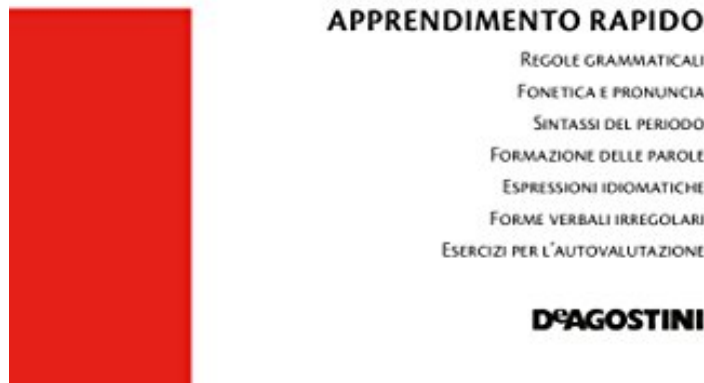 APPRENDIMENTO RAPIDO
REGOLE GRAMMATICALI
FONETICA E PRONUNCIA
SINTASSI DEL PERIODO
FORMAZIONE DELLE PAROLE
ESPRESSIONI IDIOMATICHE
FORME VERBALI IRREGOLARI
ESERCIZI PER L'AUTOVALUTAZIONE
DeAGOSTINI